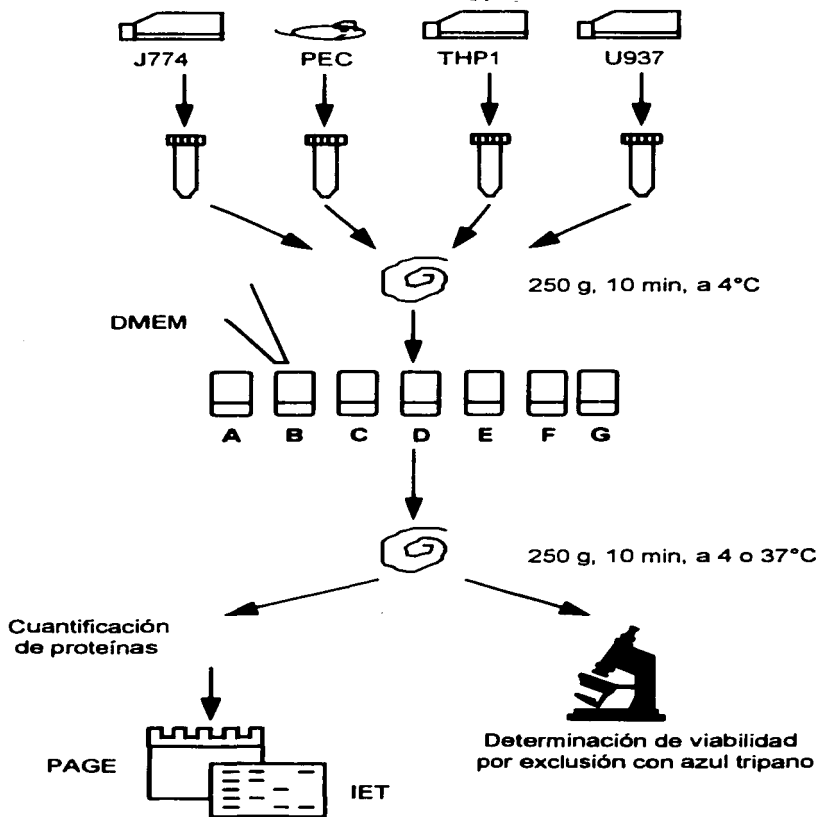 J774 PEC THP1 U937
250 g, 10 min, a 4°C
DMEM
A B C D E F G
250 g, 10 min, a 4 o 37°C
Cuantificación
de proteínas
Determinación de viabilidad
por exclusión con azul tripano
PAGE
IET